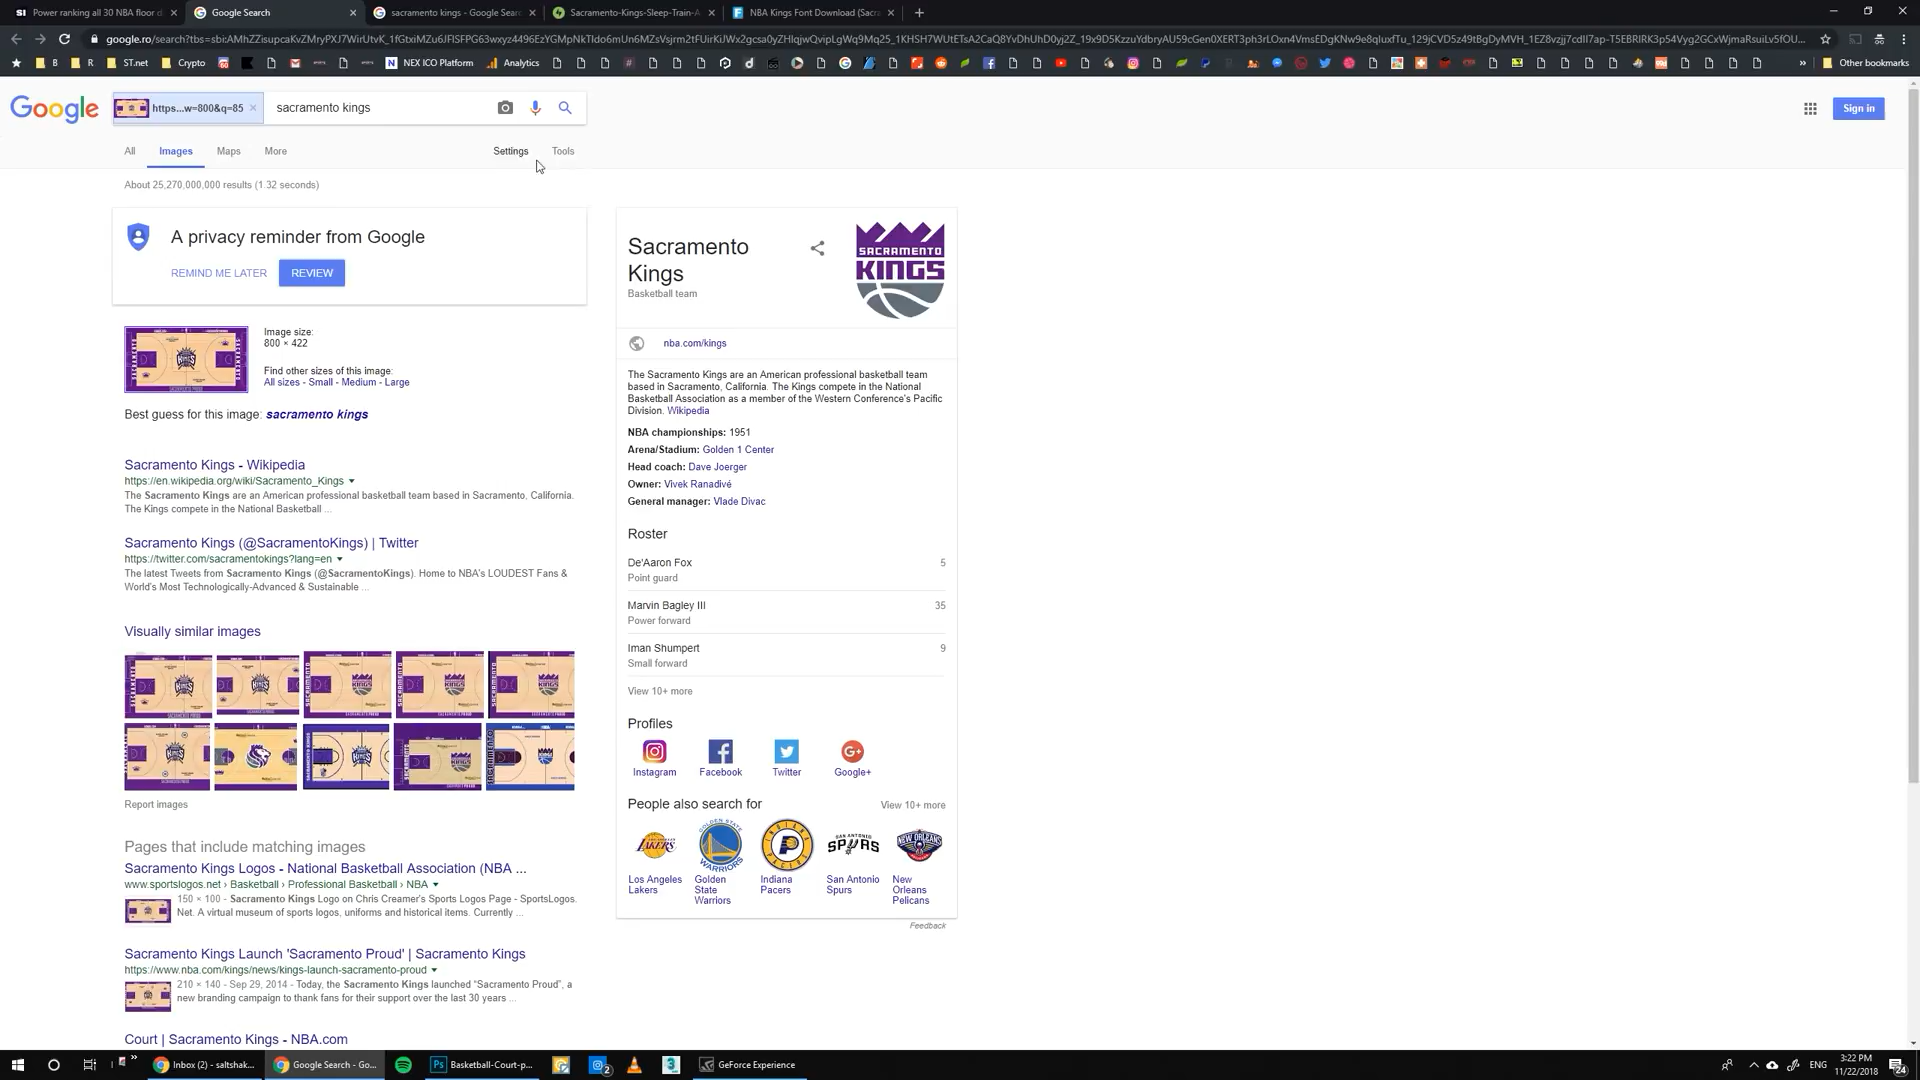 Power ranking all 30 NBA floor d
Google Search
sacramento kings - Google Sear
Sacramento-Kings-Sleep-Train-A
NBA Kings Font Download (Sacra
B
R
ST.net
Crypto
NEX ICO Platform
Analytics
Other bookmarks
Google
https...w=800&q=85
sacramento kings
Sign in
All
Images
Maps
More
Settings
Tools
About 25,270,000,000 results (1.32 seconds)
A privacy reminder from Google
REMIND ME LATER
REVIEW
Image size:
800 × 422
Find other sizes of this image:
All sizes - Small - Medium - Large
Best guess for this image: sacramento kings
Sacramento Kings - Wikipedia
https://en.wikipedia.org/wiki/Sacramento_Kings
The Sacramento Kings are an American professional basketball team based in Sacramento, California.
The Kings compete in the National Basketball ...
Sacramento Kings (@SacramentoKings) | Twitter
https://twitter.com/sacramentokings?lang=en
The latest Tweets from Sacramento Kings (@SacramentoKings). Home to NBA's LOUDEST Fans &
World's Most Technologically-Advanced & Sustainable ...
Visually similar images
Report images
Pages that include matching images
Sacramento Kings Logos - National Basketball Association (NBA ...
www.sportslogos.net › Basketball › Professional Basketball › NBA
150 × 100 - Sacramento Kings Logo on Chris Creamer's Sports Logos Page - SportsLogos.
Net. A virtual museum of sports logos, uniforms and historical items. Currently ...
Sacramento Kings Launch 'Sacramento Proud' | Sacramento Kings
https://www.nba.com/kings/news/kings-launch-sacramento-proud
210 × 140 - Sep 29, 2014 - Today, the Sacramento Kings launched “Sacramento Proud”, a
new branding campaign to thank fans for their support over the last 30 years ...
Court | Sacramento Kings - NBA.com
Sacramento
Kings
Basketball team
SACRAMENTO
KINGS
nba.com/kings
The Sacramento Kings are an American professional basketball team
based in Sacramento, California. The Kings compete in the National
Basketball Association as a member of the Western Conference's Pacific
Division. Wikipedia
NBA championships: 1951
Arena/Stadium: Golden 1 Center
Head coach: Dave Joerger
Owner: Vivek Ranadivé
General manager: Vlade Divac
Roster
De'Aaron Fox
5
Point guard
Marvin Bagley III
35
Power forward
Iman Shumpert
9
Small forward
View 10+ more
Profiles
Instagram
Facebook
Twitter
Google+
People also search for
View 10+ more
Los Angeles
Lakers
Golden
State
Warriors
Indiana
Pacers
San Antonio
Spurs
New
Orleans
Pelicans
Feedback
Inbox (2) - saltshak...
Google Search - Go...
Basketball-Court-p...
GeForce Experience
ENG
3:22 PM
11/22/2018
24